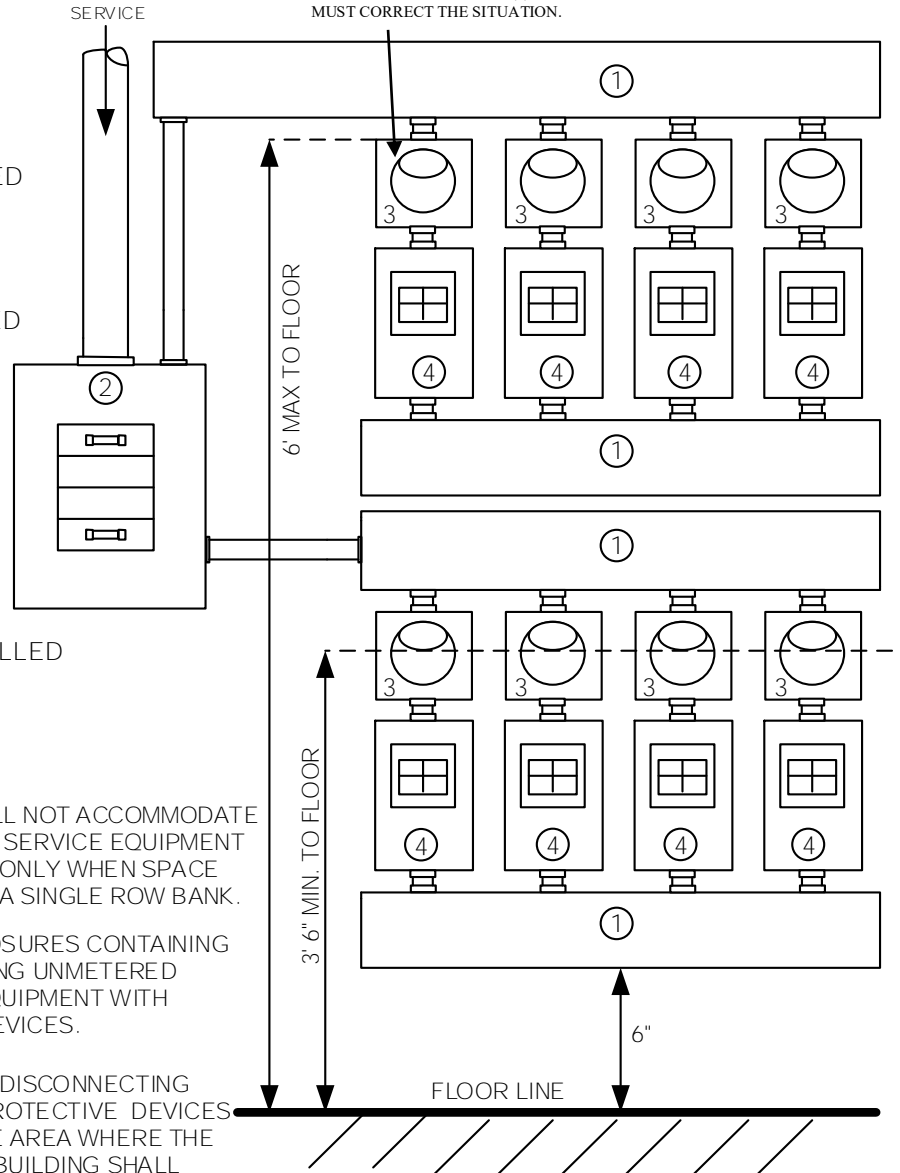 SERVICE
MUST CORRECT THE SITUATION.
1
3 3 3 3
6' MAX TO FLOOR
4 4 4 4
2
1
1
LLED
3 3 3 3
3' 6" MIN. TO FLOOR
4 4 4 4
LL NOT ACCOMMODATE
SERVICE EQUIPMENT
ONLY WHEN SPACE
A SINGLE ROW BANK.
1
OSURES CONTAINING
NG UNMETERED
QUIPMENT WITH
EVICES.
6"
DISCONNECTING
FLOOR LINE
ROTECTIVE DEVICES
E AREA WHERE THE
BUILDING SHALL